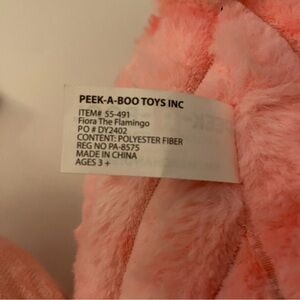 PEEK-A-BOO TOYS INC
ITEM# 55-491
Fiora The Flamingo
PO # DY2402
CONTENT: POLYESTER FIBER
REG NO PA-8575
MADE IN CHINA
AGES 3 +